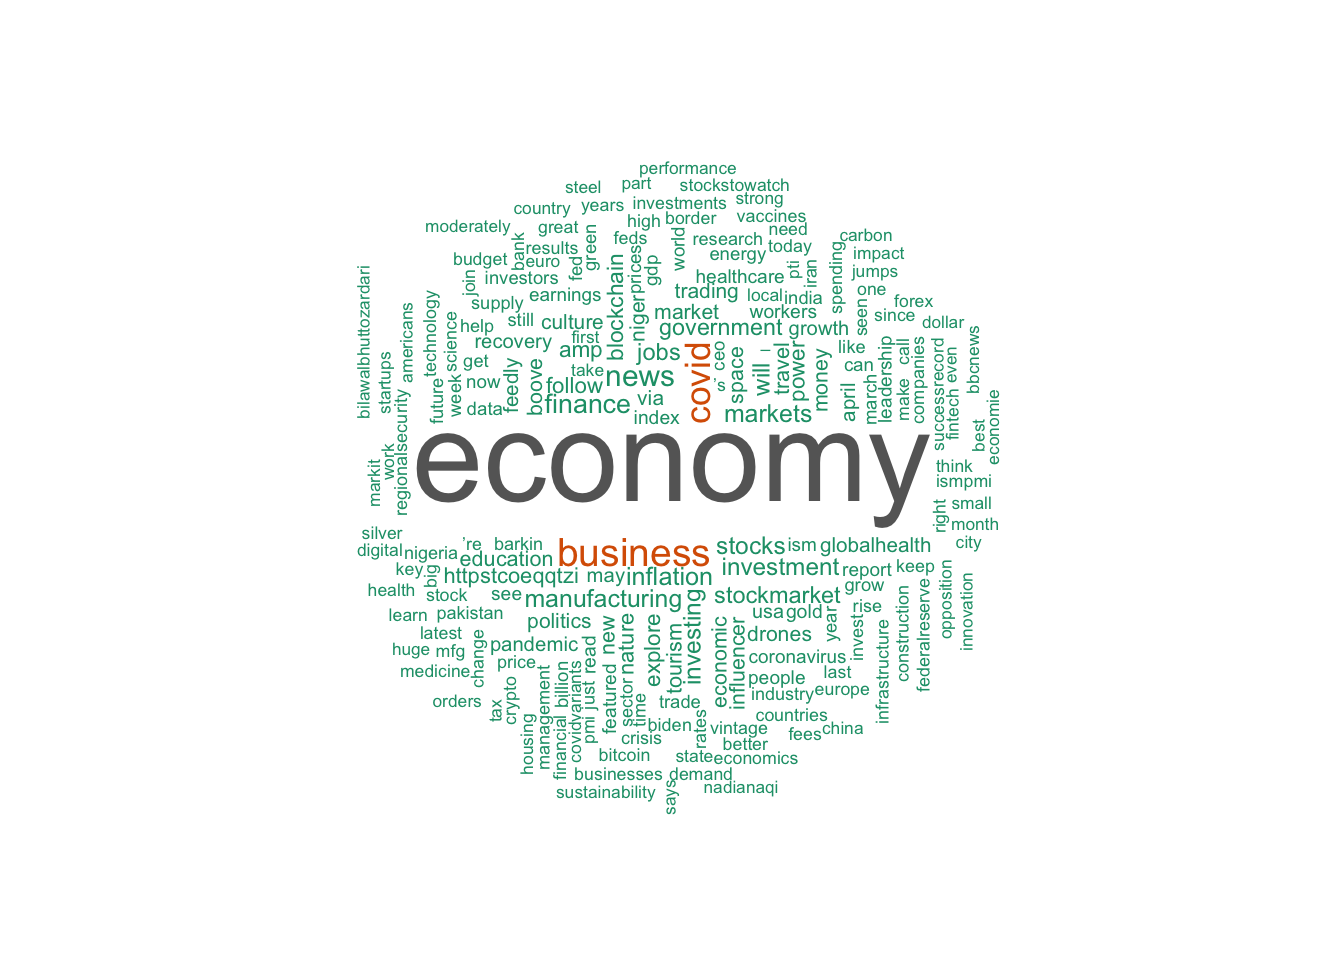 performance
steel
part
stockstowatch
country
years
investments
strong
moderately
great
high
border
vaccines
need
bank
results
green
feds
world
research
today
carbon
budget
euro
fed
prices
gdp
energy
pti
iran
spending
impact
join
investors
blockchain
healthcare
jumps
bilawalbhuttozardari
supply
earnings
niger
trading
local
india
one
forex
americans
technology
science
help
still
culture
first
market
workers
seen
since
dollar
recovery
amp
jobs
government
growth
like
call
startups
get
take
news
covid
ceo
space
will
–
travel
power
money
can
leadership
companies
record
even
bbcnews
future
week
now
feedly
boove
follow
via
's
april
march
make
success
fintech
security
data
finance
index
markets
best
economie
markit
work
regional
economy
think
ismpmi
right
small
month
silver
're
barkin
business
stocks
ism
globalhealth
city
digital
nigeria
education
key
big
httpstcoeqqtzi
may
inflation
investment
report
keep
health
stock
see
manufacturing
investing
stockmarket
grow
learn
pakistan
politics
usa
gold
year
rise
invest
construction
federalreserve
opposition
innovation
latest
new
nature
explore
tourism
economic
influencer
drones
huge
mfg
change
pandemic
read
coronavirus
infrastructure
medicine
price
billion
just
featured
people
last
orders
tax
crypto
management
covidvariants
sector
time
trade
industry
europe
housing
financial
pmi
crisis
biden
rates
vintage
countries
better
fees
china
bitcoin
state
economics
businesses
demand
sustainability
says
nadianaqi